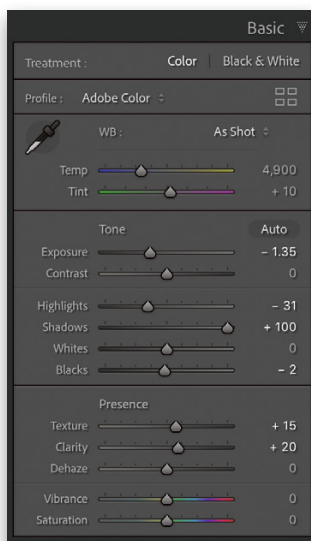 Basic
Treatment : Color | Black & White
Profile : Adobe Color
WB : As Shot
Temp 4,900
Tint + 10
Tone Auto
Exposure – 1.35
Contrast 0
Highlights – 31
Shadows + 100
Whites 0
Blacks – 2
Presence
Texture + 15
Clarity + 20
Dehaze 0
Vibrance 0
Saturation 0